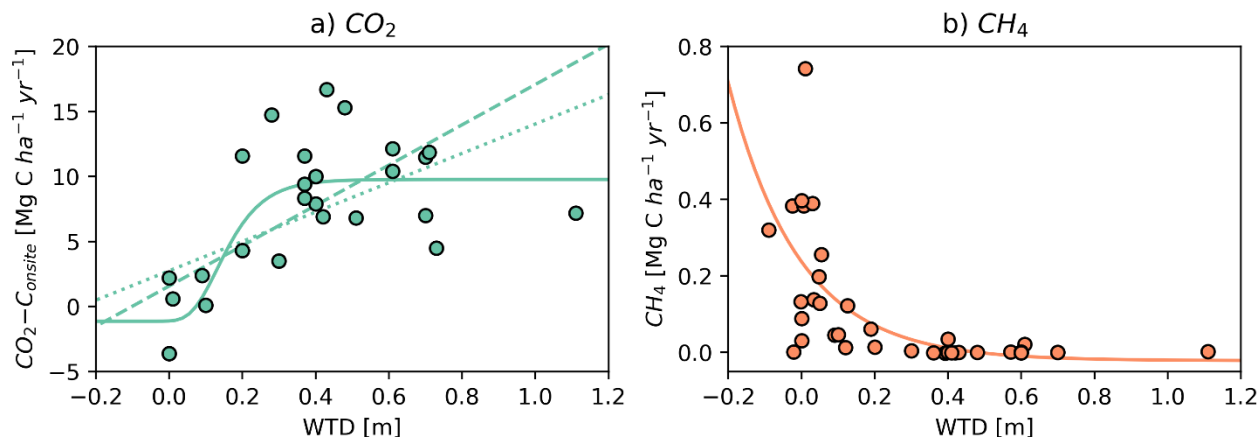 a) CO₂
CO₂−C_onsite [Mg C ha⁻¹ yr⁻¹]
20
15
10
5
0
−5
−0.2 0.0 0.2 0.4 0.6 0.8 1.0 1.2
WTD [m]
b) CH₄
CH₄ [Mg C ha⁻¹ yr⁻¹]
0.8
0.6
0.4
0.2
0.0
−0.2 0.0 0.2 0.4 0.6 0.8 1.0 1.2
WTD [m]